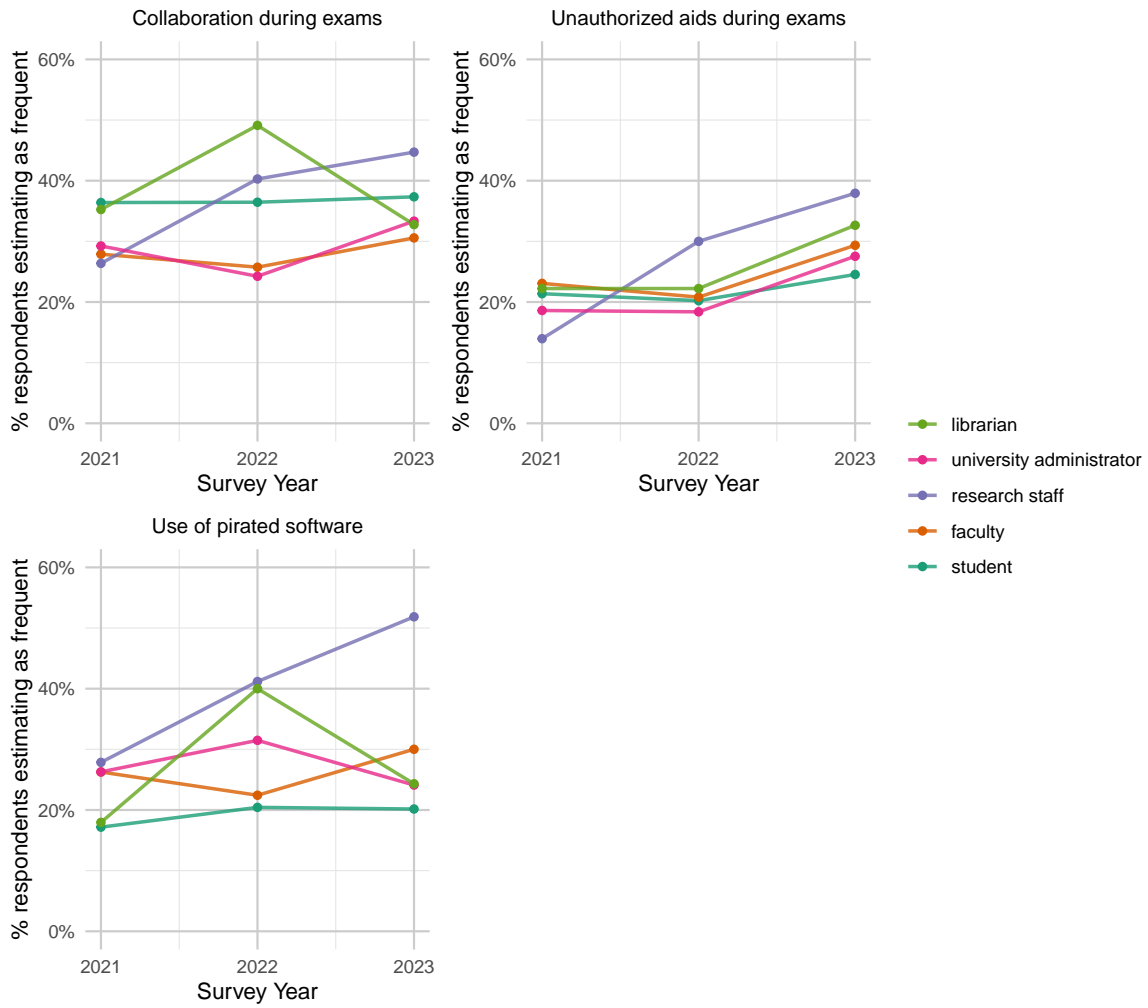 Collaboration during exams
% respondents estimating as frequent
60%
40%
20%
0%
2021 2022 2023
Survey Year
Unauthorized aids during exams
% respondents estimating as frequent
60%
40%
20%
0%
2021 2022 2023
Survey Year
Use of pirated software
% respondents estimating as frequent
60%
40%
20%
0%
2021 2022 2023
Survey Year
librarian
university administrator
research staff
faculty
student